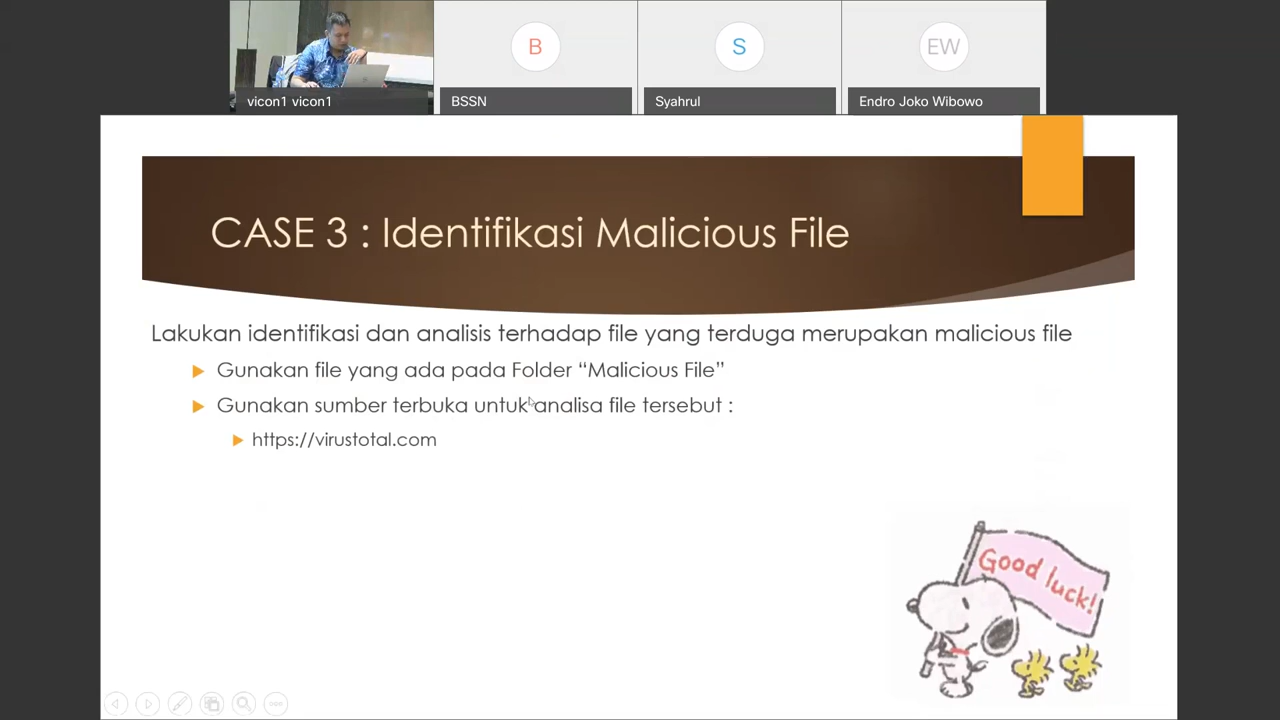 B
S
EW
vicon1 vicon1
BSSN
Syahrul
Endro Joko Wibowo
CASE 3 : Identifikasi Malicious File
Lakukan identifikasi dan analisis terhadap file yang terduga merupakan malicious file
Gunakan file yang ada pada Folder “Malicious File”
Gunakan sumber terbuka untuk analisa file tersebut :
https://virustotal.com
Good luck!